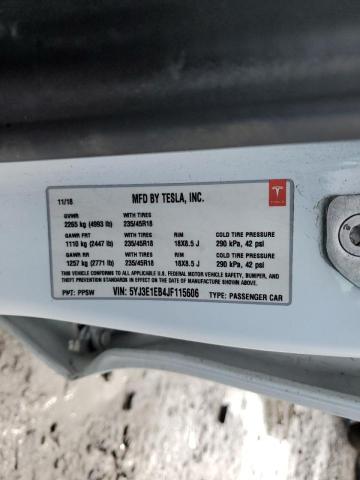 11/18 MFD BY TESLA, INC.
GVWR WITH TIRES
2265 kg (4993 lb) 235/45R18
GAWR FRT WITH TIRES RIM COLD TIRE PRESSURE
1110 kg (2447 lb) 235/45R18 18X8.5 J 290 kPa, 42 psi
GAWR RR WITH TIRES RIM COLD TIRE PRESSURE
1257 kg (2771 lb) 235/45R18 18X8.5 J 290 kPa, 42 psi
THIS VEHICLE CONFORMS TO ALL APPLICABLE U.S. FEDERAL MOTOR VEHICLE SAFETY, BUMPER,
AND THEFT PREVENTION STANDARDS IN EFFECT ON THE DATE OF MANUFACTURE SHOWN ABOVE.
PMT: PPSW VIN: 5YJ3E1EB4JF115606 TYPE: PASSENGER CAR